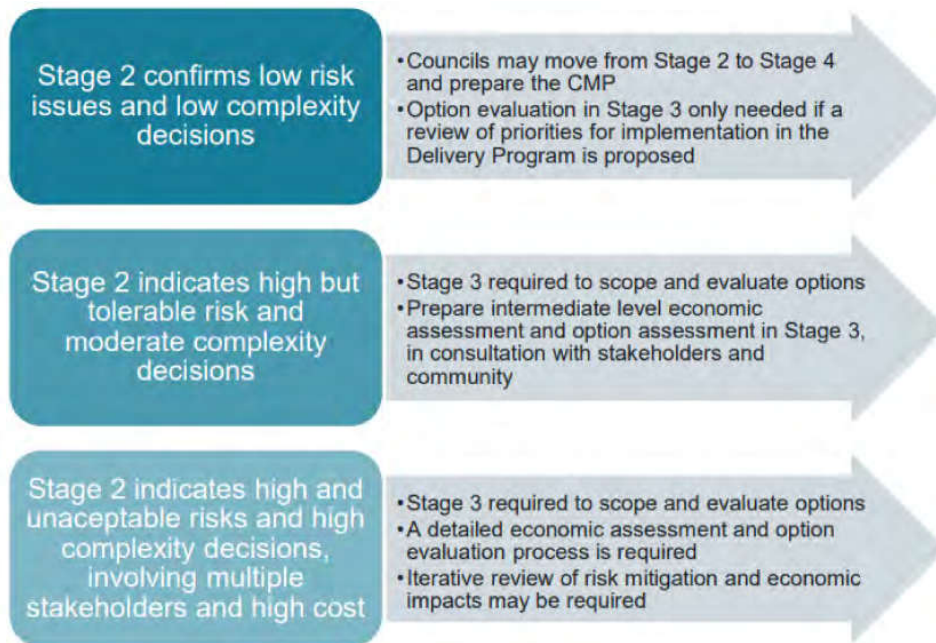 Stage 2 confirms low risk
issues and low complexity
decisions
•Councils may move from Stage 2 to Stage 4
and prepare the CMP
•Option evaluation in Stage 3 only needed if a
review of priorities for implementation in the
Delivery Program is proposed
Stage 2 indicates high but
tolerable risk and
moderate complexity
decisions
•Stage 3 required to scope and evaluate options
•Prepare intermediate level economic
assessment and option assessment in Stage 3,
in consultation with stakeholders and
community
Stage 2 indicates high and
unacceptable risks and high
complexity decisions,
involving multiple
stakeholders and high cost
•Stage 3 required to scope and evaluate options
•A detailed economic assessment and option
evaluation process is required
•Iterative review of risk mitigation and economic
impacts may be required